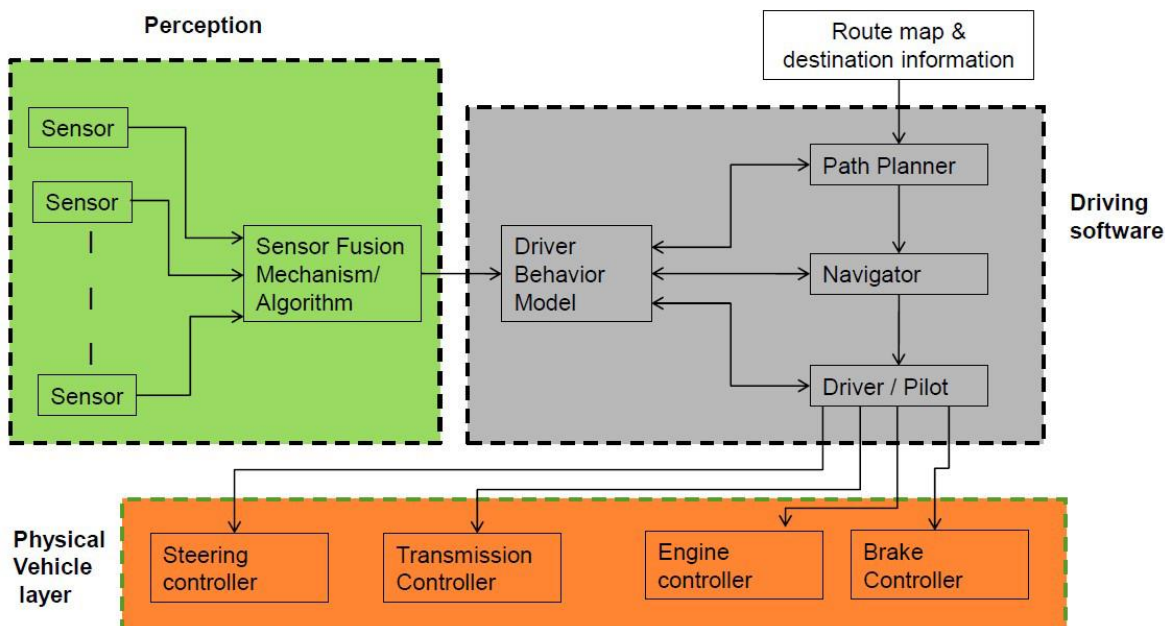 Perception
Route map &
destination information
Sensor
Sensor
Sensor
Sensor Fusion
Mechanism/
Algorithm
Driver
Behavior
Model
Path Planner
Navigator
Driver / Pilot
Driving
software
Physical
Vehicle
layer
Steering
controller
Transmission
Controller
Engine
controller
Brake
Controller